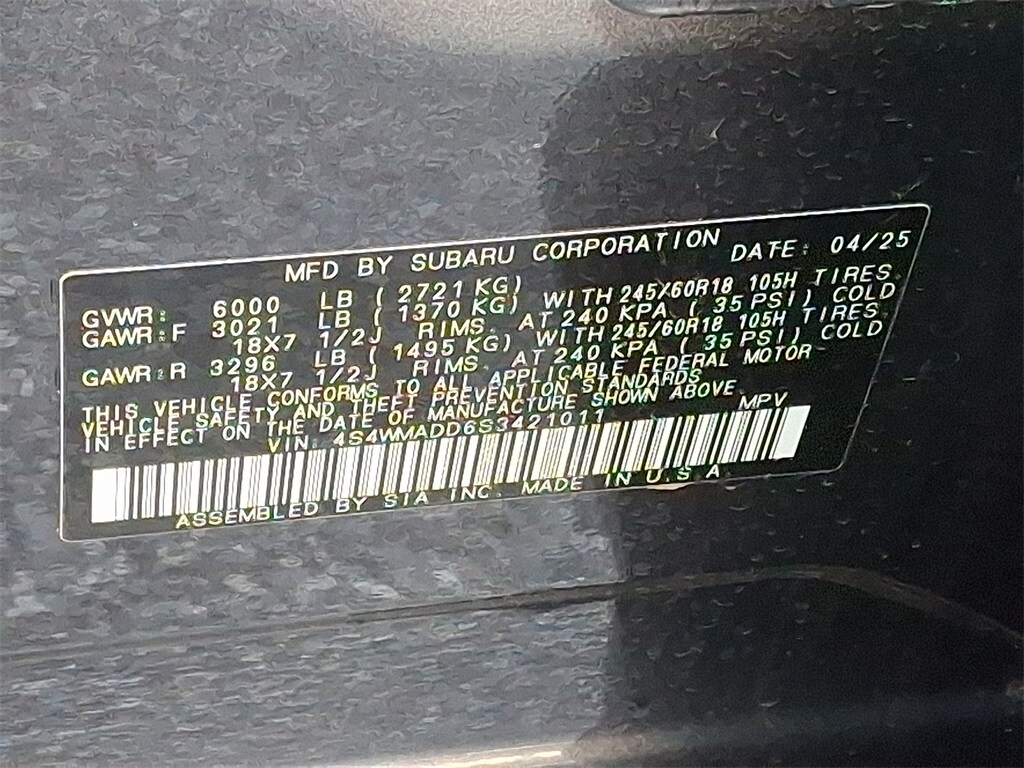 MFD BY SUBARU CORPORATION DATE: 04/25
GVWR: 6000 LB ( 2721 KG)
GAWR:F 3021 LB ( 1370 KG) WITH 245/60R18 105H TIRES.
18X7 1/2J RIMS. AT 240 KPA ( 35 PSI) COLD
GAWR:R 3296 LB ( 1495 KG) WITH 245/60R18 105H TIRES.
18X7 1/2J RIMS. AT 240 KPA ( 35 PSI) COLD
THIS VEHICLE CONFORMS TO ALL APPLICABLE FEDERAL MOTOR
VEHICLE SAFETY AND THEFT PREVENTION STANDARDS
IN EFFECT ON THE DATE OF MANUFACTURE SHOWN ABOVE
VIN: 4S4WMADD6S3421011 MPV
ASSEMBLED BY SIA INC. MADE IN U.S.A.